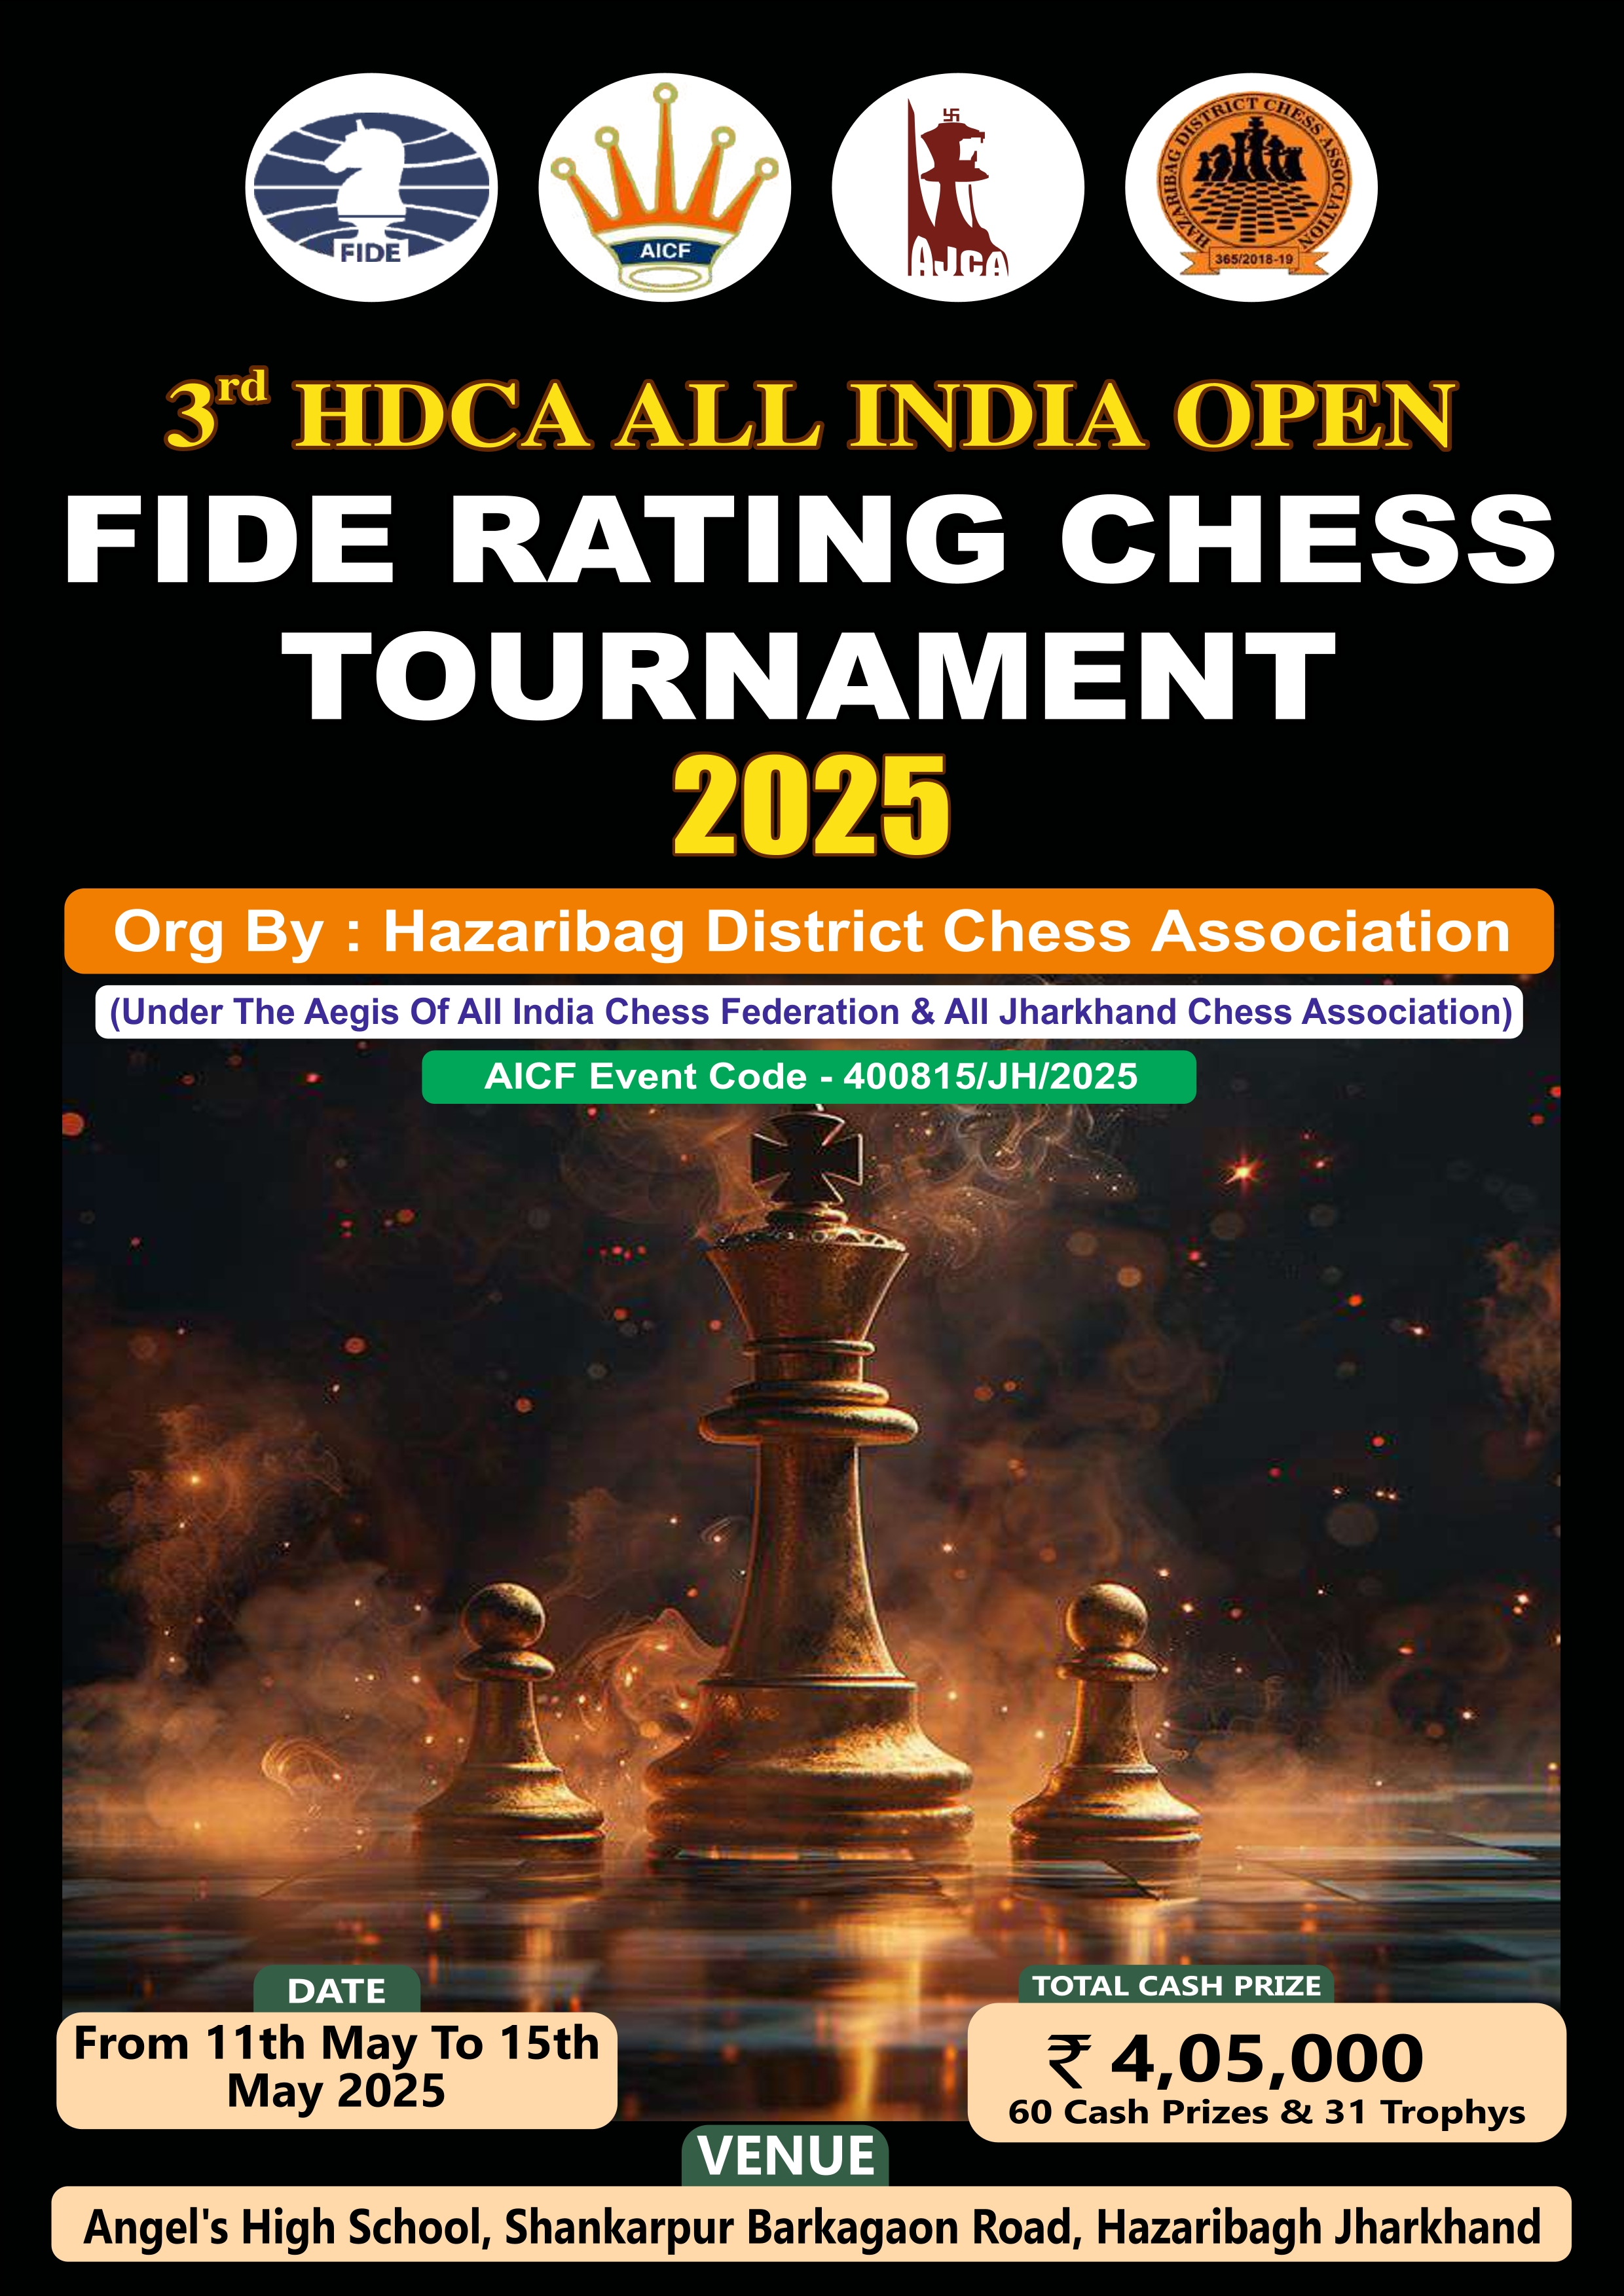 FIDE
AICF
AJCA
HAZARIBAG DISTRICT CHESS ASSOCIATION
365/2018-19
3rd HDCA ALL INDIA OPEN
FIDE RATING CHESS
TOURNAMENT
2025
Org By : Hazaribag District Chess Association
(Under The Aegis Of All India Chess Federation & All Jharkhand Chess Association)
AICF Event Code - 400815/JH/2025
DATE
From 11th May To 15th
May 2025
TOTAL CASH PRIZE
₹ 4,05,000
60 Cash Prizes & 31 Trophys
VENUE
Angel's High School, Shankarpur Barkagaon Road, Hazaribagh Jharkhand